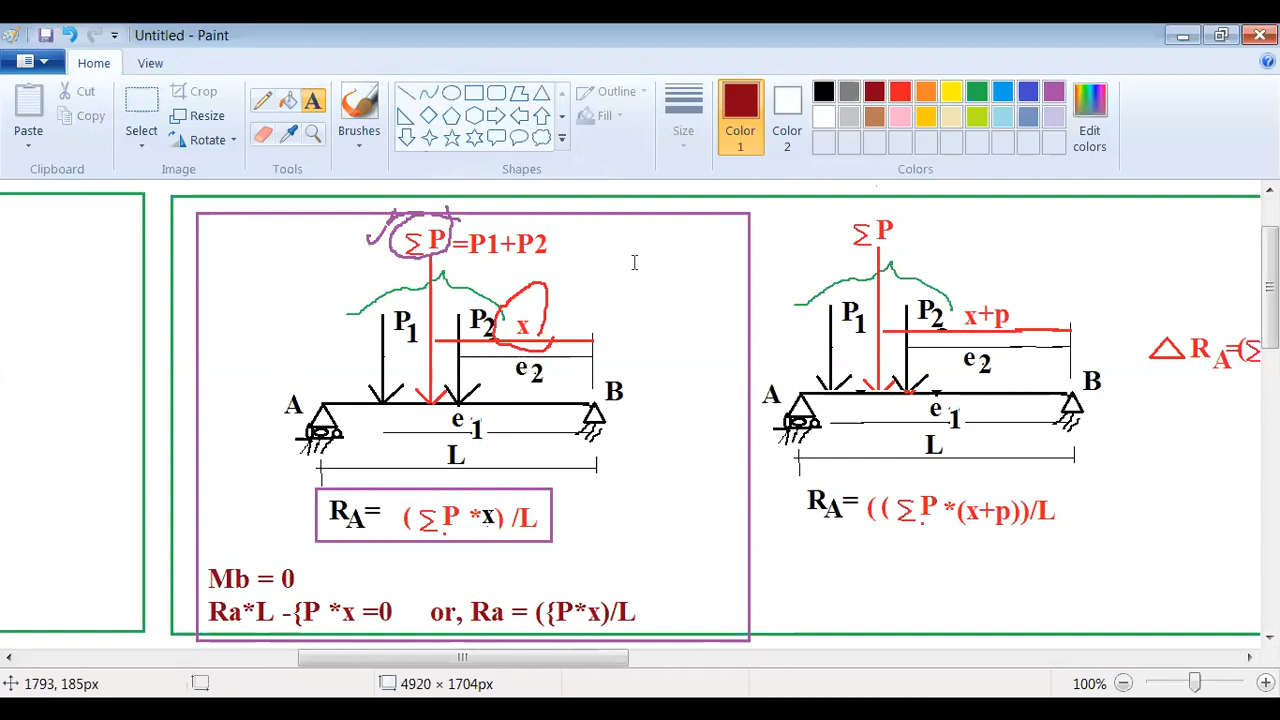 Untitled - Paint
Home View
Paste
Cut
Copy
Clipboard
Select
Crop
Resize
Rotate
Image
Tools
Brushes
Shapes
Outline
Fill
Size
Color 1
Color 2
Edit colors
Colors
∑ P =P1+P2
P1
P2
x
e2
A
B
e1
L
RA= ( ∑ P *x) /L
Mb = 0
Ra*L -{P *x =0 or, Ra = ({P*x)/L
∑ P
P1
P2
x+p
e2
A
B
e1
L
RA= ( ( ∑ P *(x+p))/L
△ RA=(∑
1793, 185px
4920 × 1704px
100%